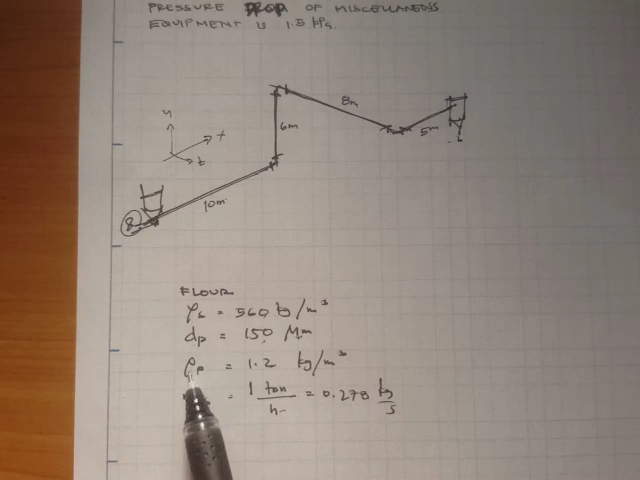 PRESSURE DROP OF MISCELLANEOUS
EQUIPMENT IS 1.5 kPa.
8m
6m
5m
y
x
z
10m
B
FLOUR
ρs = 560 kg/m³
dp = 150 μm
ρp = 1.2 kg/m³
= 1 ton/h = 0.278 kg/s